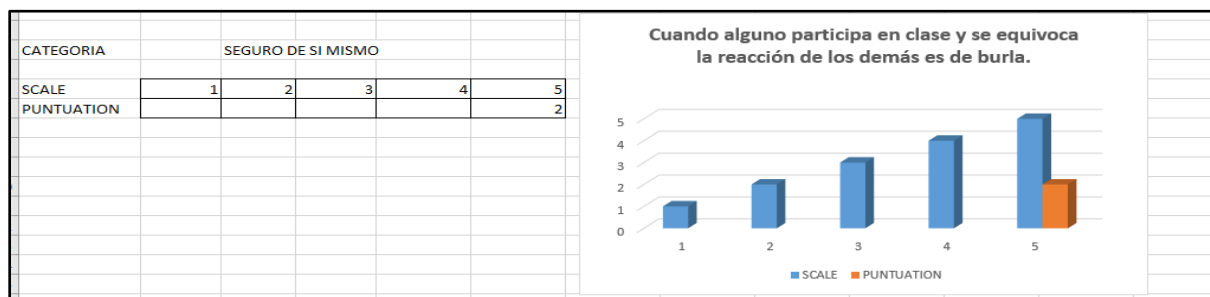 CATEGORIA SEGURO DE SI MISMO
SCALE 1 2 3 4 5
PUNTUATION 2
Cuando alguno participa en clase y se equivoca
la reacción de los demás es de burla.
5
4
3
2
1
0
1 2 3 4 5
SCALE PUNTUATION